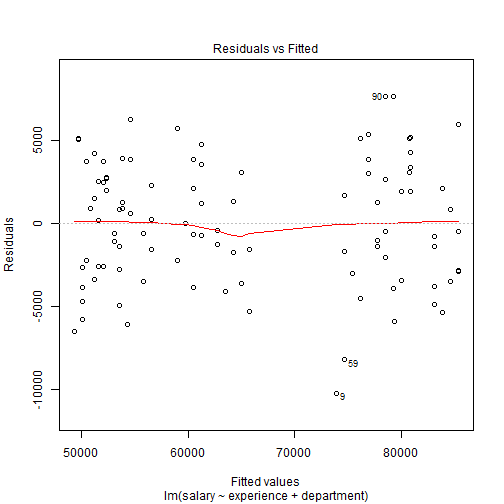 Residuals vs Fitted
Residuals
5000
0
-5000
-10000
90
59
9
50000 60000 70000 80000
Fitted values
lm(salary ~ experience + department)